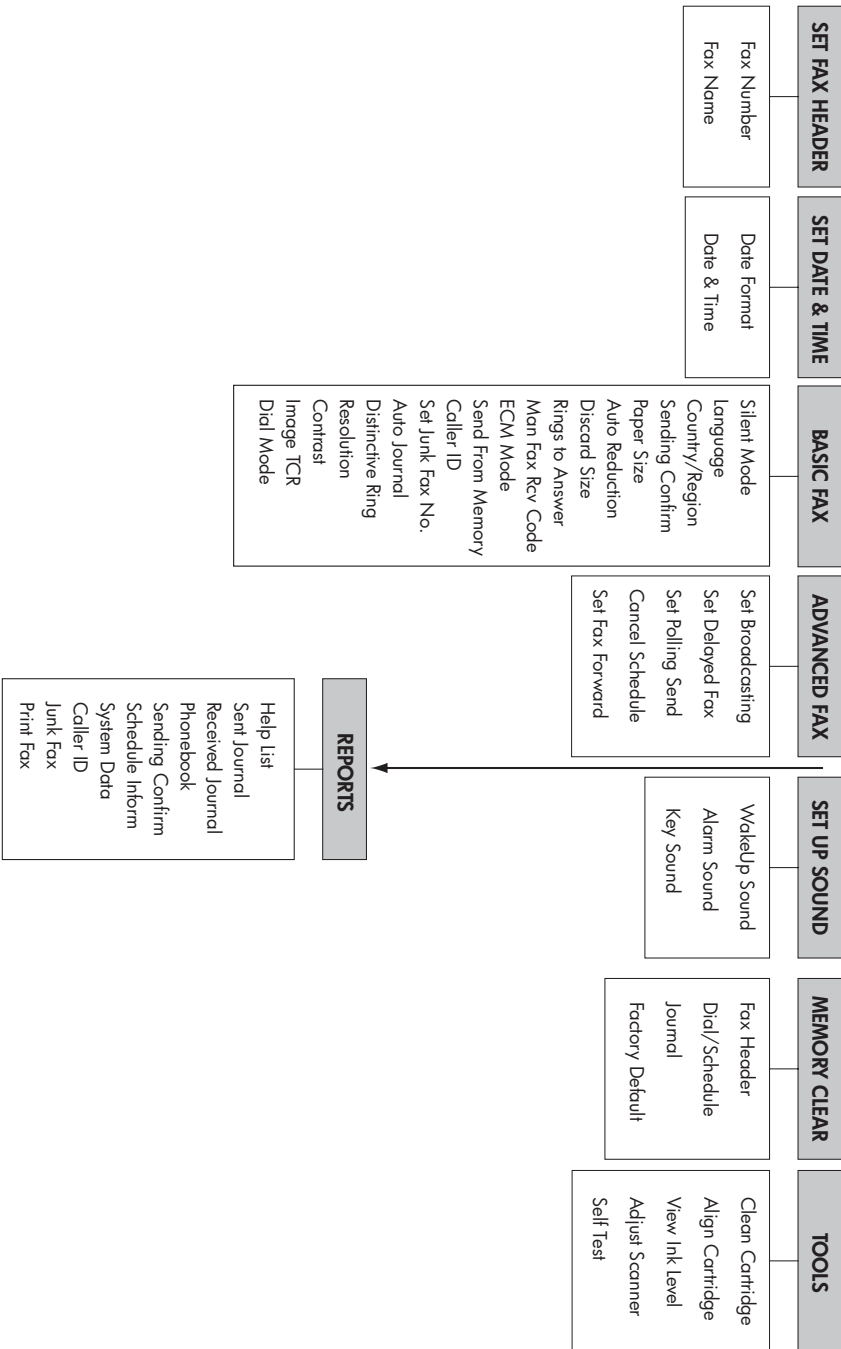 SET FAX HEADER
Fax Number
Fax Name
SET DATE & TIME
Date Format
Date & Time
BASIC FAX
Silent Mode
Language
Country/Region
Sending Confirm
Paper Size
Auto Reduction
Discard Size
Rings to Answer
Man Fax Rcv Code
ECM Mode
Send From Memory
Caller ID
Set Junk Fax No.
Auto Journal
Distinctive Ring
Resolution
Contrast
Image TCR
Dial Mode
ADVANCED FAX
Set Broadcasting
Set Delayed Fax
Set Polling Send
Cancel Schedule
Set Fax Forward
SET UP SOUND
WakeUp Sound
Alarm Sound
Key Sound
MEMORY CLEAR
Fax Header
Dial/Schedule
Journal
Factory Default
TOOLS
Clean Cartridge
Align Cartridge
View Ink Level
Adjust Scanner
Self Test
REPORTS
Help List
Sent Journal
Received Journal
Phonebook
Sending Confirm
Schedule Inform
System Data
Caller ID
Junk Fax
Print Fax